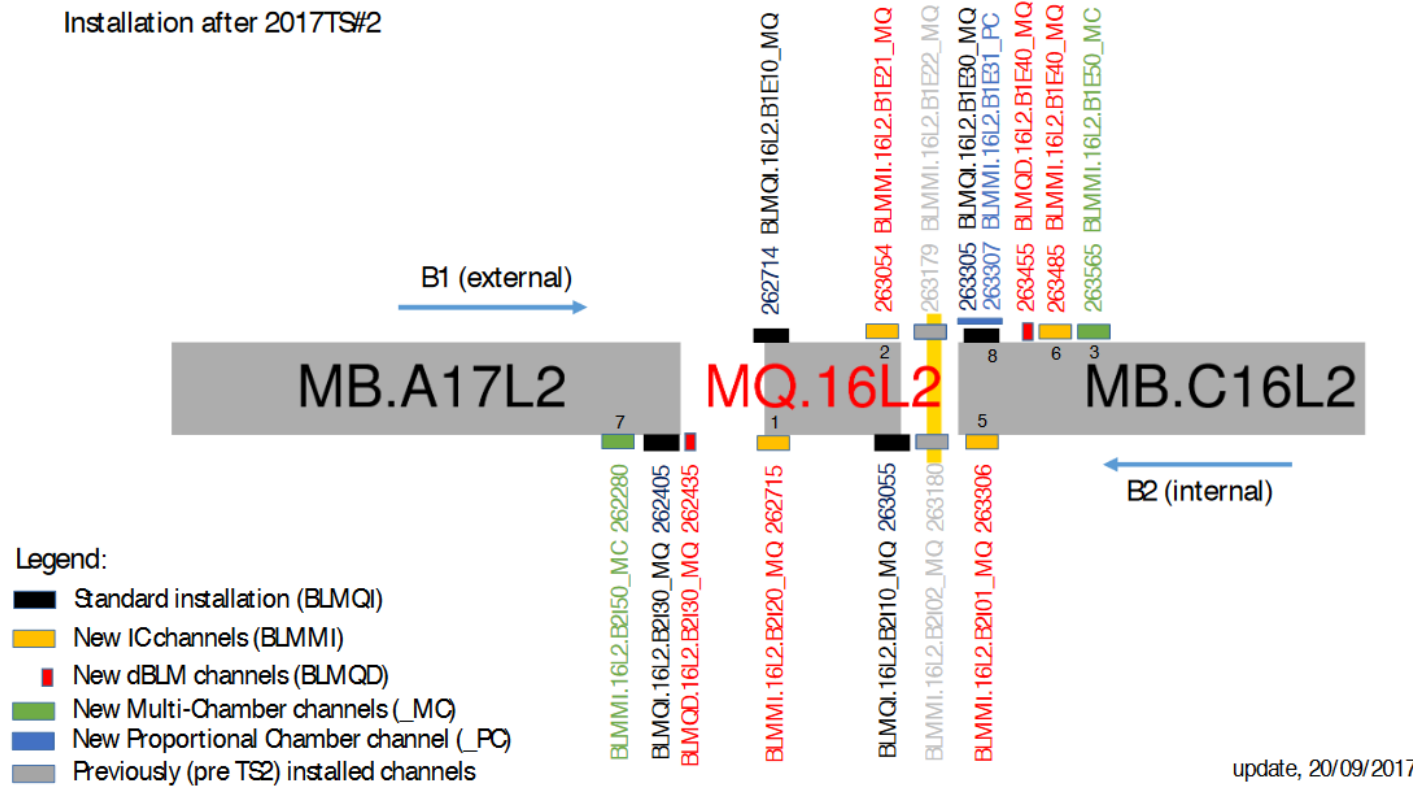 Installation after 2017TS#2
262714 BLMQI.16L2.B1E10_MQ
263054 BLMMI.16L2.B1E21_MQ
263179 BLMMI.16L2.B1E22_MQ
263305 BLMQI.16L2.B1E30_MQ
263307 BLMMI.16L2.B1E31_PC
263455 BLMQD.16L2.B1E40_MQ
263485 BLMMI.16L2.B1E40_MQ
263565 BLMMI.16L2.B1E50_MC
B1 (external)
2
8
6
3
MB.A17L2
MQ.16L2
MB.C16L2
7
1
5
B2 (internal)
BLMMI.16L2.B2I50_MC 262280
BLMQI.16L2.B2I30_MQ 262405
BLMQD.16L2.B2I30_MQ 262435
BLMMI.16L2.B2I20_MQ 262715
BLMQI.16L2.B2I10_MQ 263055
BLMMI.16L2.B2I02_MQ 263180
BLMMI.16L2.B2I01_MQ 263306
Legend:
Standard installation (BLMQI)
New IC channels (BLMMI)
New dBLM channels (BLMQD)
New Multi-Chamber channels (_MC)
New Proportional Chamber channel (_PC)
Previously (pre TS2) installed channels
update, 20/09/2017